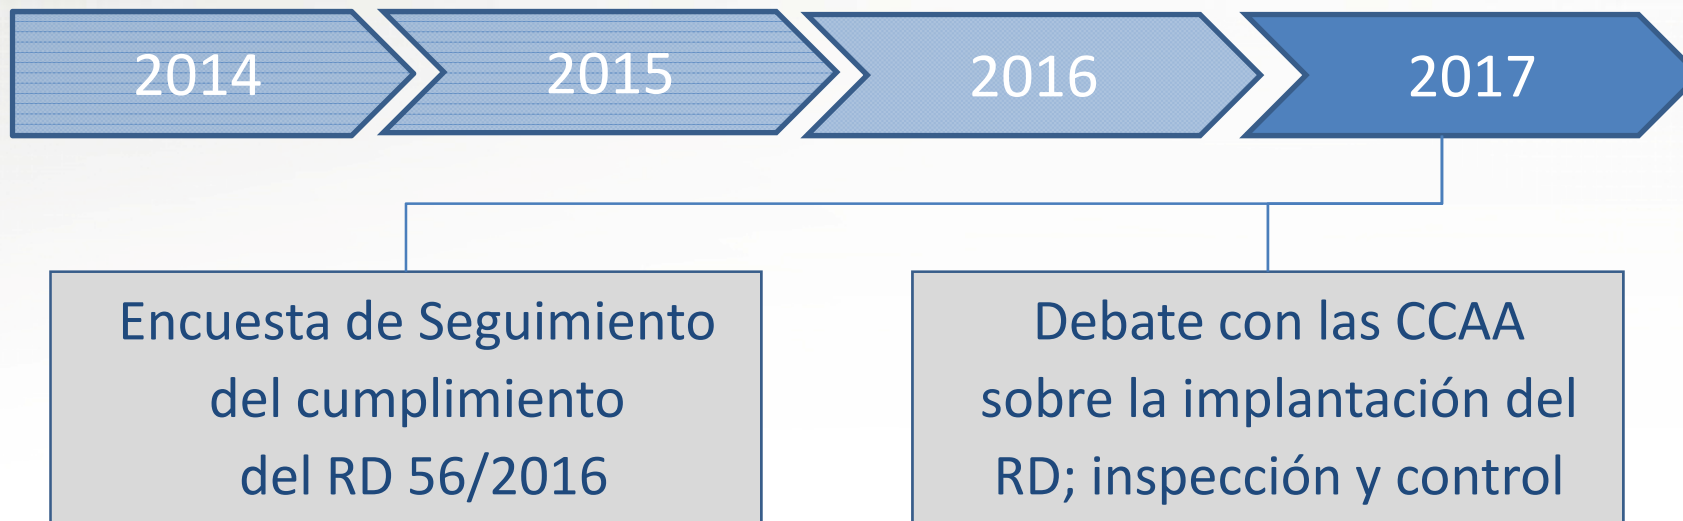 2014
2015
2016
2017
Encuesta de Seguimiento
del cumplimiento
del RD 56/2016
Debate con las CCAA
sobre la implantación del
RD; inspección y control